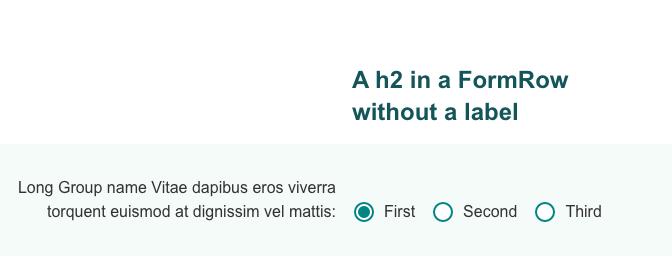 A h2 in a FormRow
without a label
Long Group name Vitae dapibus eros viverra
torquent euismod at dignissim vel mattis: First Second Third